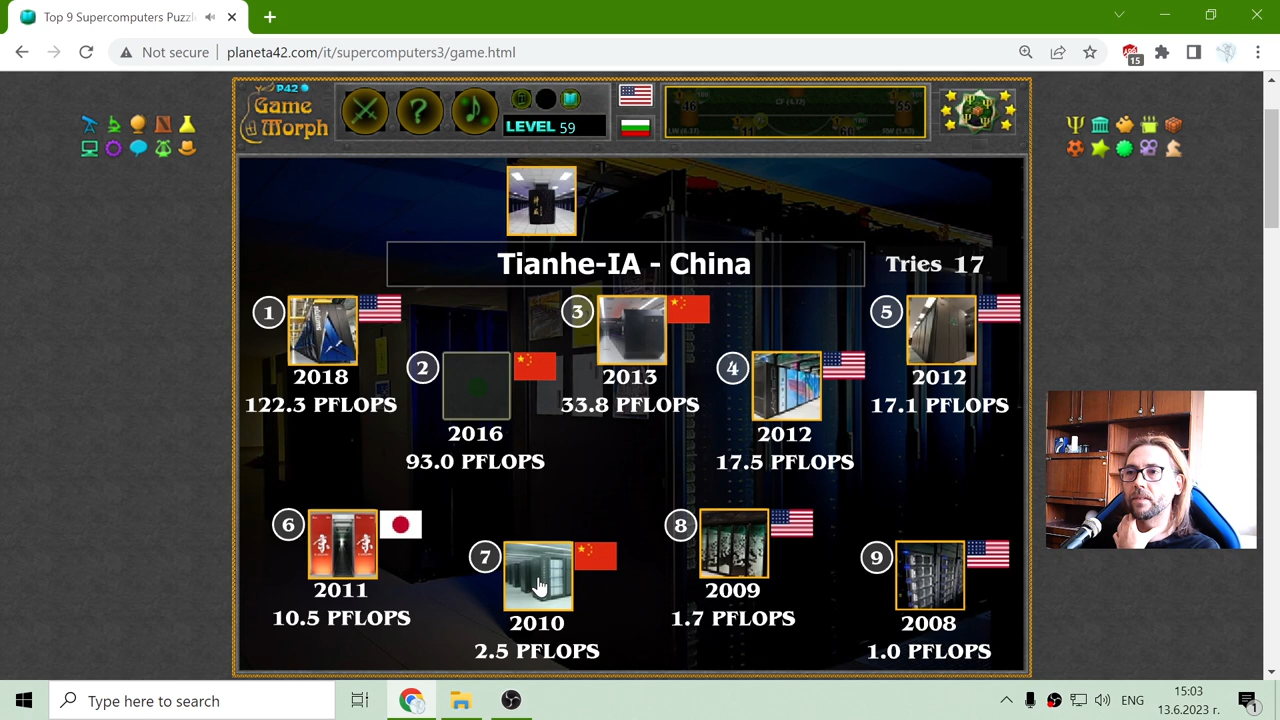 Top 9 Supercomputers Puzzl
Not secure
planeta42.com/it/supercomputers3/game.html
15
P42
Game
Morph
LEVEL 59
46
55
Tianhe-IA - China
Tries 17
1
2018
122.3 PFLOPS
2
2016
93.0 PFLOPS
3
2013
33.8 PFLOPS
4
2012
17.5 PFLOPS
5
2012
17.1 PFLOPS
6
2011
10.5 PFLOPS
7
2010
2.5 PFLOPS
8
2009
1.7 PFLOPS
9
2008
1.0 PFLOPS
Type here to search
ENG
15:03
13.6.2023 г.
1